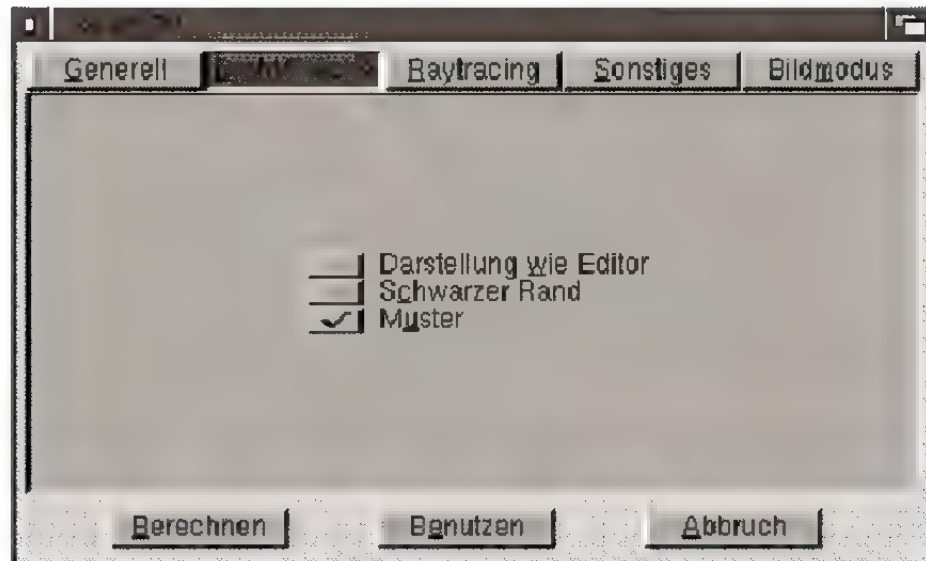 Generell Raytracing Sonstiges Bildmodus
Darstellung wie Editor
Schwarzer Rand
Muster
Berechnen Benutzen Abbruch